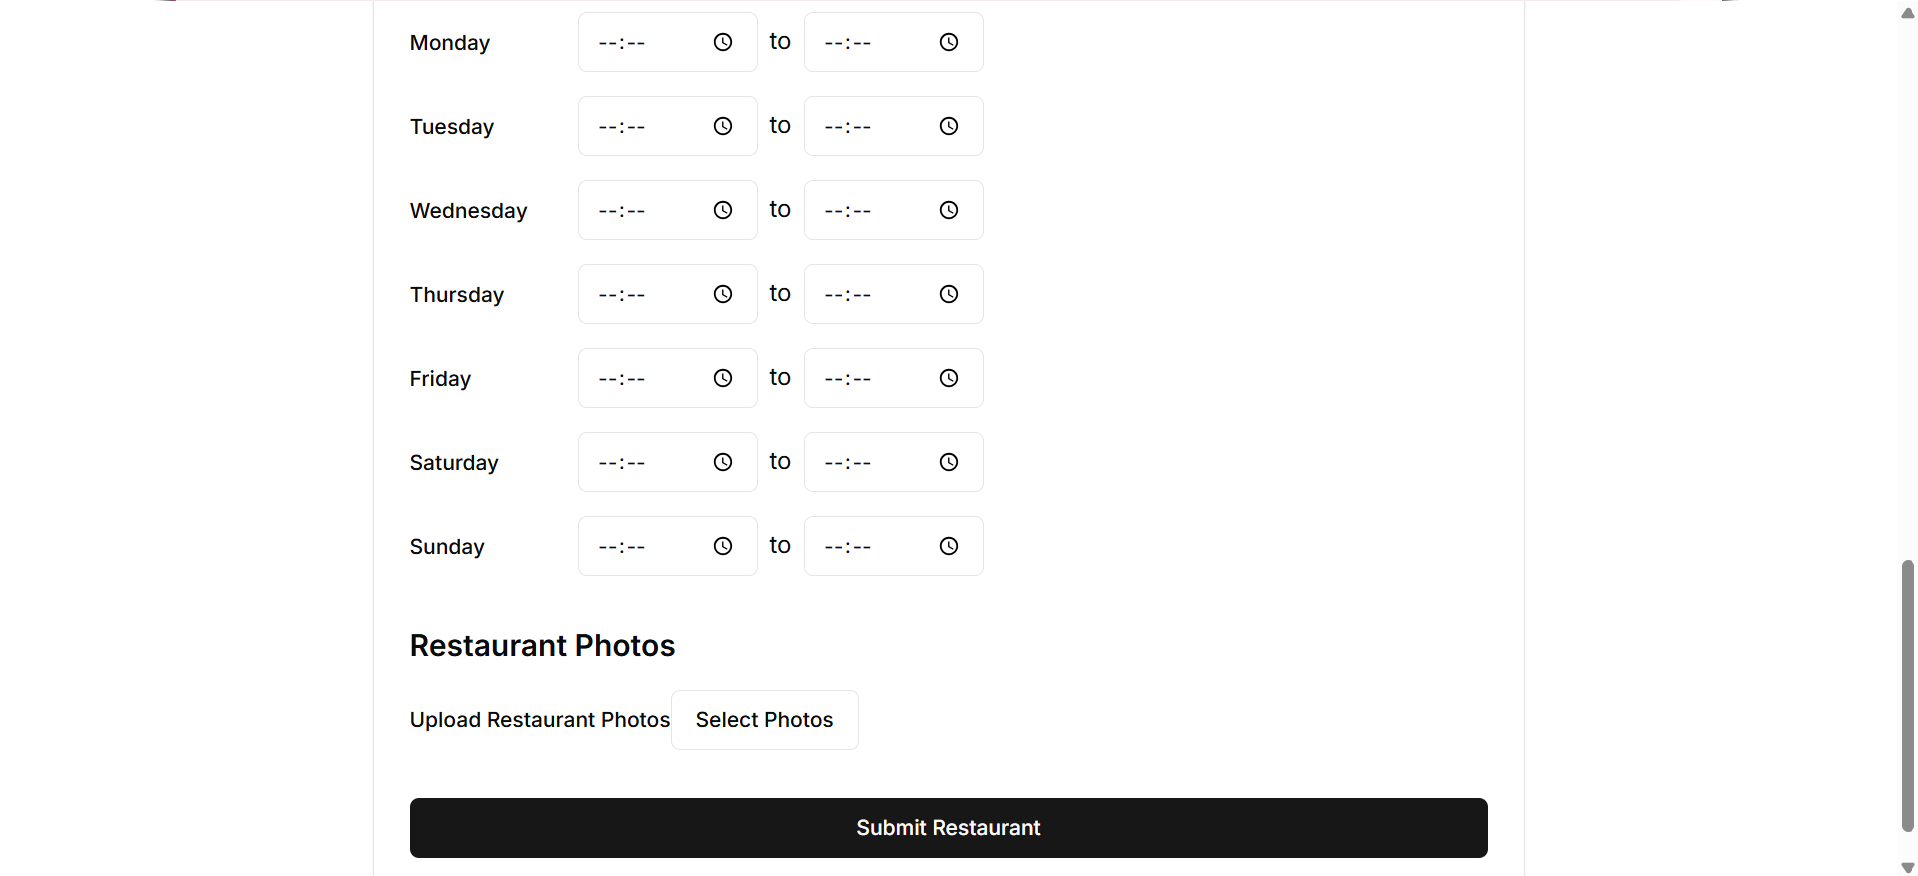 Monday --:-- to --:--
Tuesday --:-- to --:--
Wednesday --:-- to --:--
Thursday --:-- to --:--
Friday --:-- to --:--
Saturday --:-- to --:--
Sunday --:-- to --:--
Restaurant Photos
Upload Restaurant Photos Select Photos
Submit Restaurant